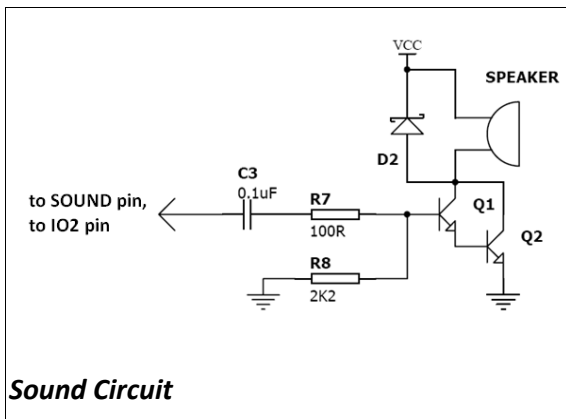 VCC
SPEAKER
D2
C3
0.1uF
R7
to SOUND pin,
to IO2 pin
Q1
100R
Q2
R8
2K2
Sound Circuit